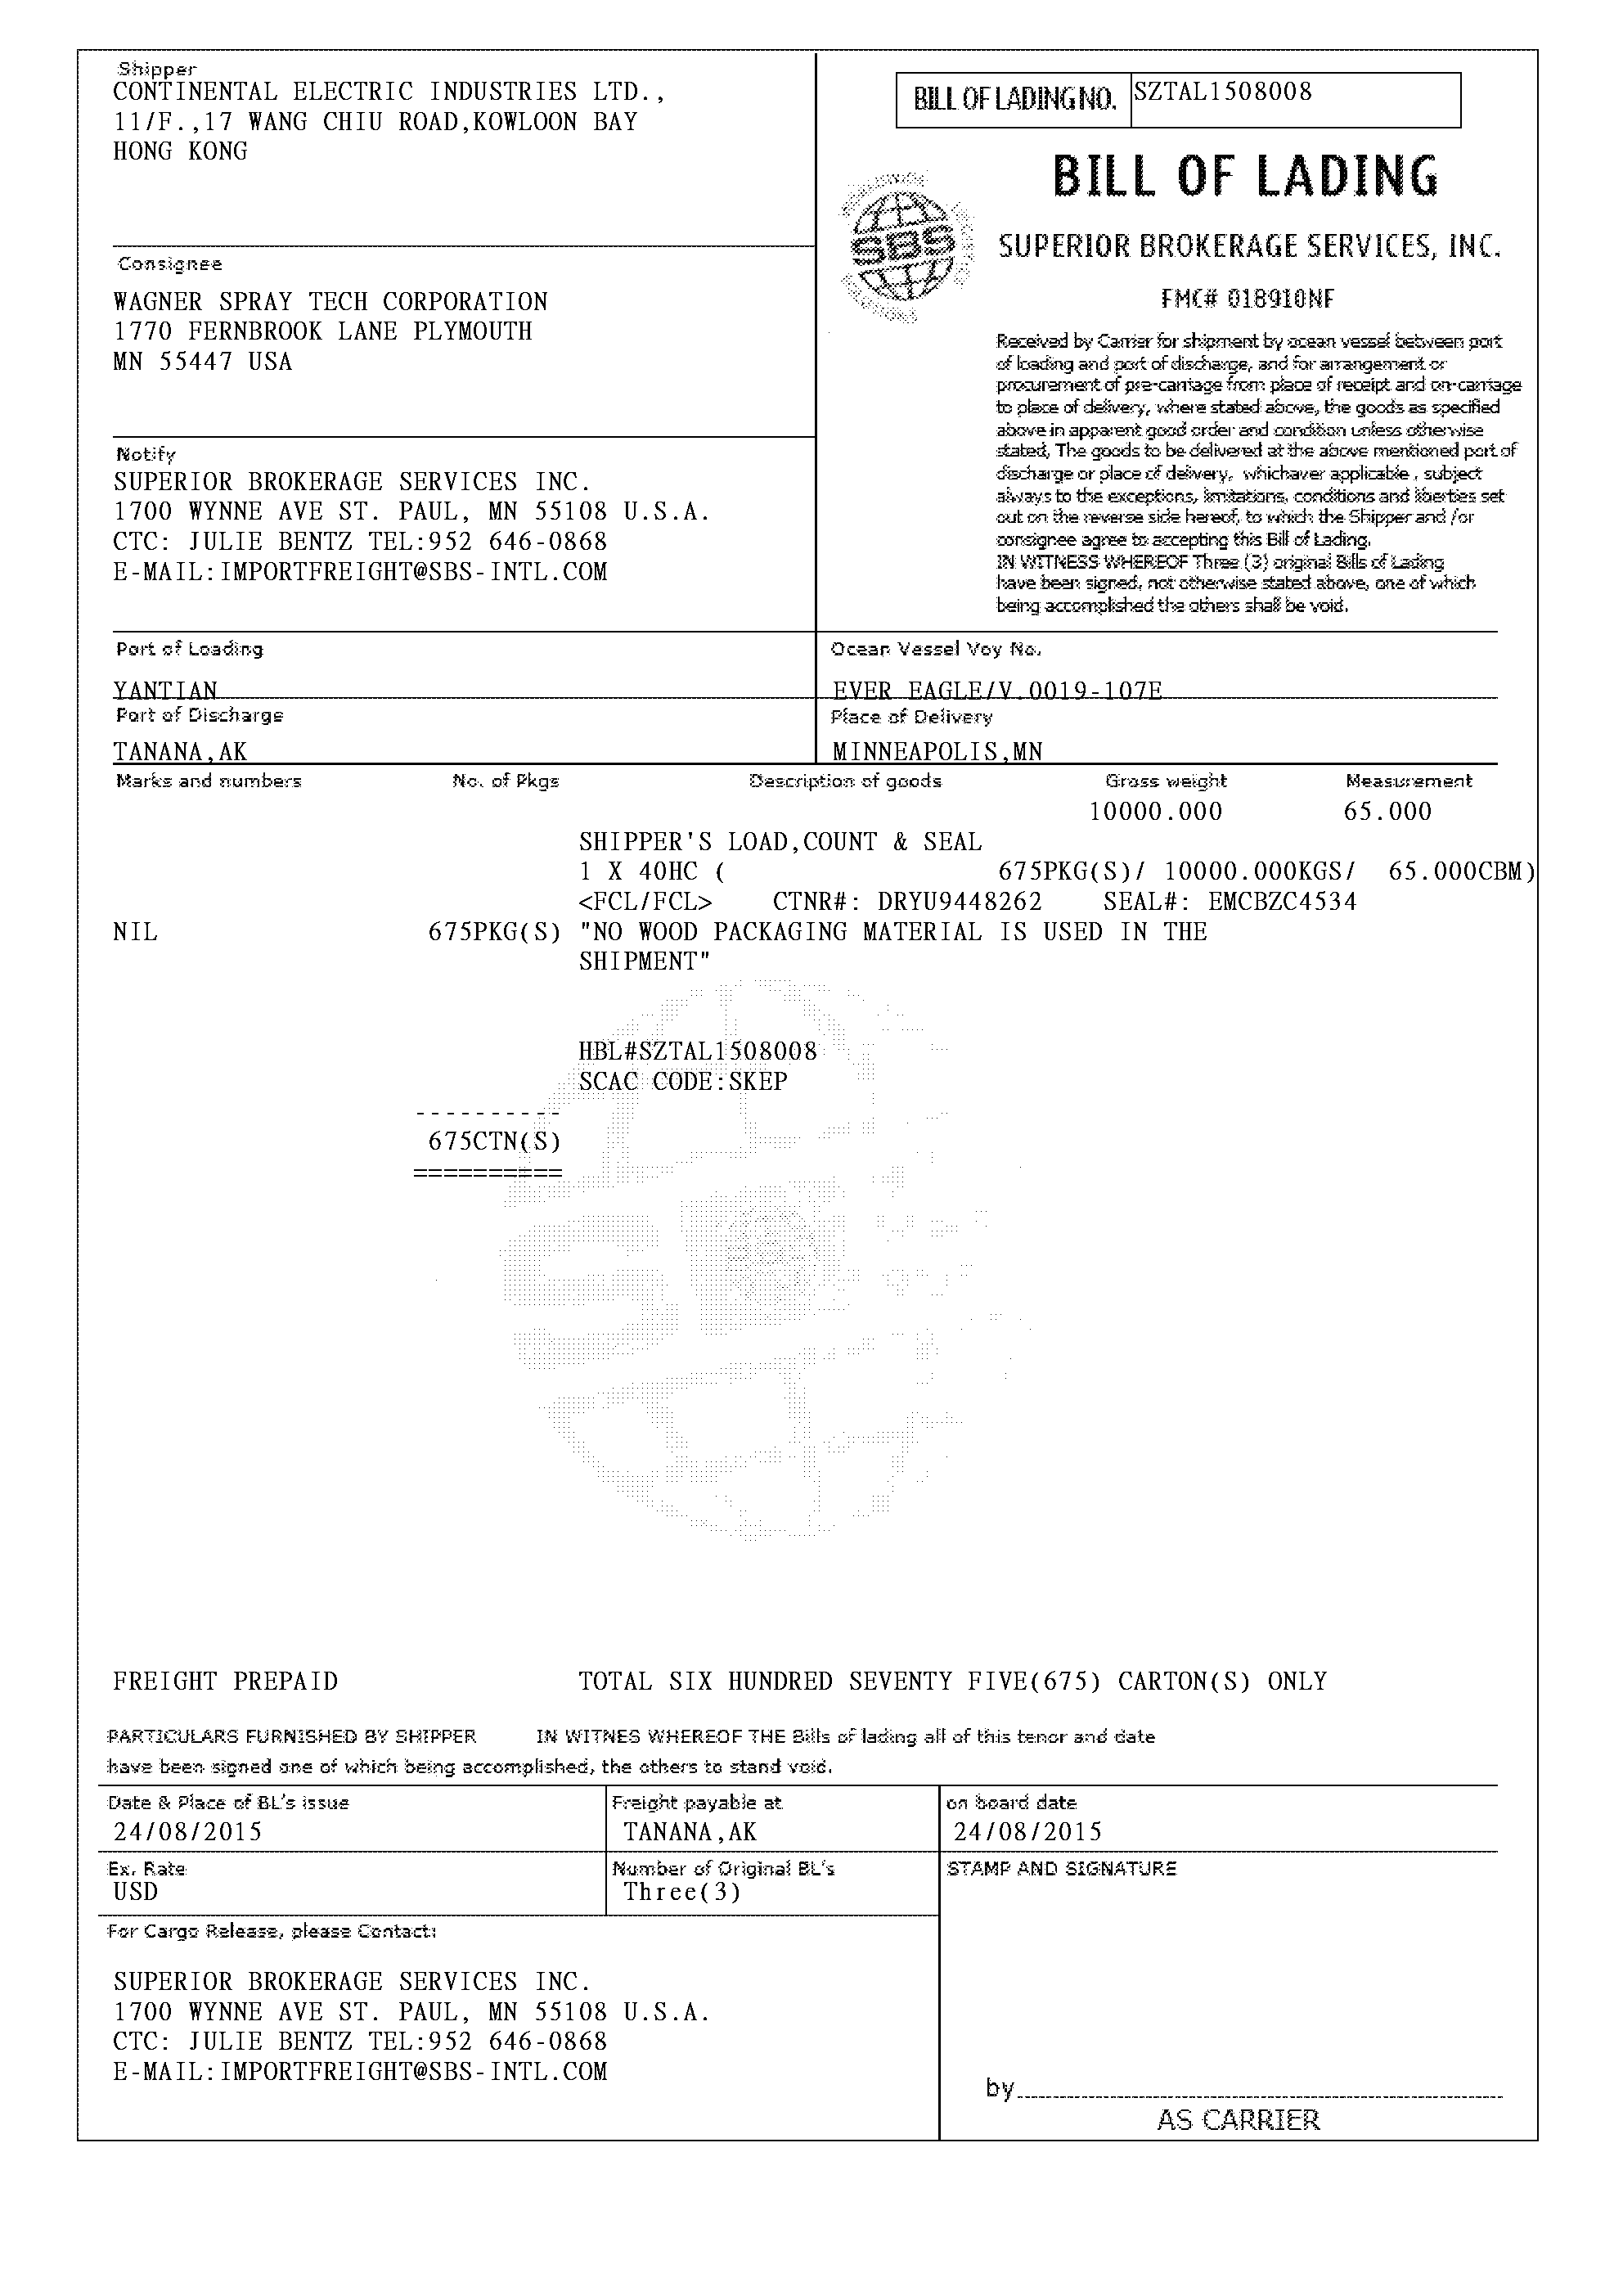 Shipper
CONTINENTAL ELECTRIC INDUSTRIES LTD.,
11/F.,17 WANG CHIU ROAD,KOWLOON BAY
HONG KONG
BILL OF LADING NO. SZTAL1508008
BILL OF LADING
SBS
SUPERIOR BROKERAGE SERVICES, INC.
FMC# 018910NF
Received by Carrier for shipment by ocean vessel between port
of loading and port of discharge, and for arrangement or
procurement of pre-carriage from place of receipt and on-carriage
to place of delivery, where stated above, the goods as specified
above in apparent good order and condition unless otherwise
stated, The goods to be delivered at the above mentioned port of
discharge or place of delivery, whichaver applicable , subject
always to the exceptions, limitations, conditions and liberties set
out on the reverse side hereof, to which the Shipper and /or
consignee agree to accepting this Bill of Lading.
IN WITNESS WHEREOF Three (3) original Bills of Lading
have been signed, not otherwise stated above, one of which
being accomplished the others shall be void.
Consignee
WAGNER SPRAY TECH CORPORATION
1770 FERNBROOK LANE PLYMOUTH
MN 55447 USA
Notify
SUPERIOR BROKERAGE SERVICES INC.
1700 WYNNE AVE ST. PAUL, MN 55108 U.S.A.
CTC: JULIE BENTZ TEL:952 646-0868
E-MAIL:IMPORTFREIGHT@SBS-INTL.COM
Port of Loading Ocean Vessel Voy No.
YANTIAN EVER EAGLE/V.0019-107E
Port of Discharge Place of Delivery
TANANA,AK MINNEAPOLIS,MN
Marks and numbers No. of Pkgs Description of goods Gross weight Measurement
10000.000 65.000
SHIPPER'S LOAD,COUNT & SEAL
1 X 40HC ( 675PKG(S)/ 10000.000KGS/ 65.000CBM)
<FCL/FCL> CTNR#: DRYU9448262 SEAL#: EMCBZC4534
NIL 675PKG(S) "NO WOOD PACKAGING MATERIAL IS USED IN THE
SHIPMENT"
HBL#SZTAL1508008
SCAC CODE:SKEP
----------
675CTN(S)
==========
FREIGHT PREPAID TOTAL SIX HUNDRED SEVENTY FIVE(675) CARTON(S) ONLY
PARTICULARS FURNISHED BY SHIPPER IN WITNES WHEREOF THE Bills of lading all of this tenor and date
have been signed one of which being accomplished, the others to stand void.
Date & Place of BL's issue Freight payable at on board date
24/08/2015 TANANA,AK 24/08/2015
Ex. Rate Number of Original BL's STAMP AND SIGNATURE
USD Three(3)
For Cargo Release, please Contact:
SUPERIOR BROKERAGE SERVICES INC.
1700 WYNNE AVE ST. PAUL, MN 55108 U.S.A.
CTC: JULIE BENTZ TEL:952 646-0868
E-MAIL:IMPORTFREIGHT@SBS-INTL.COM
by
AS CARRIER